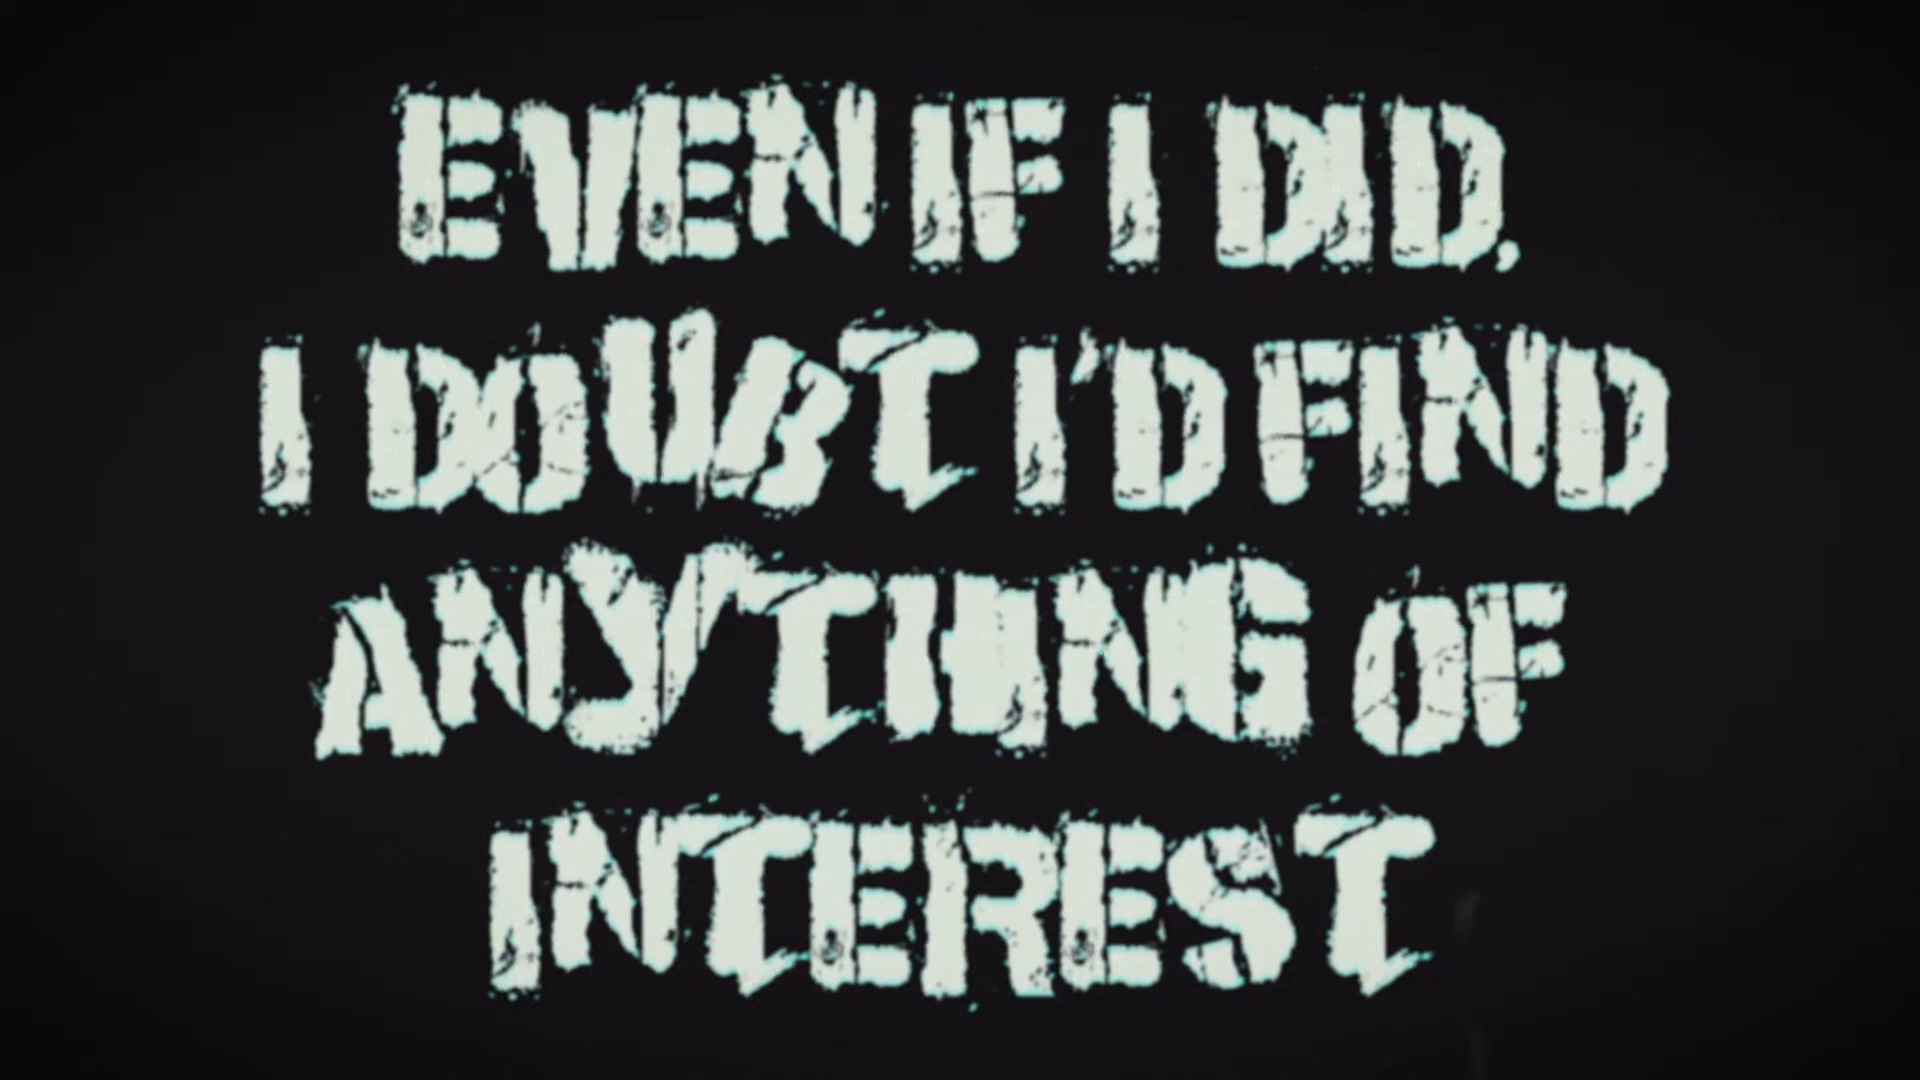 EVEN IF I DID,
I DOUBT I'D FIND
ANYTHING OF
INTEREST